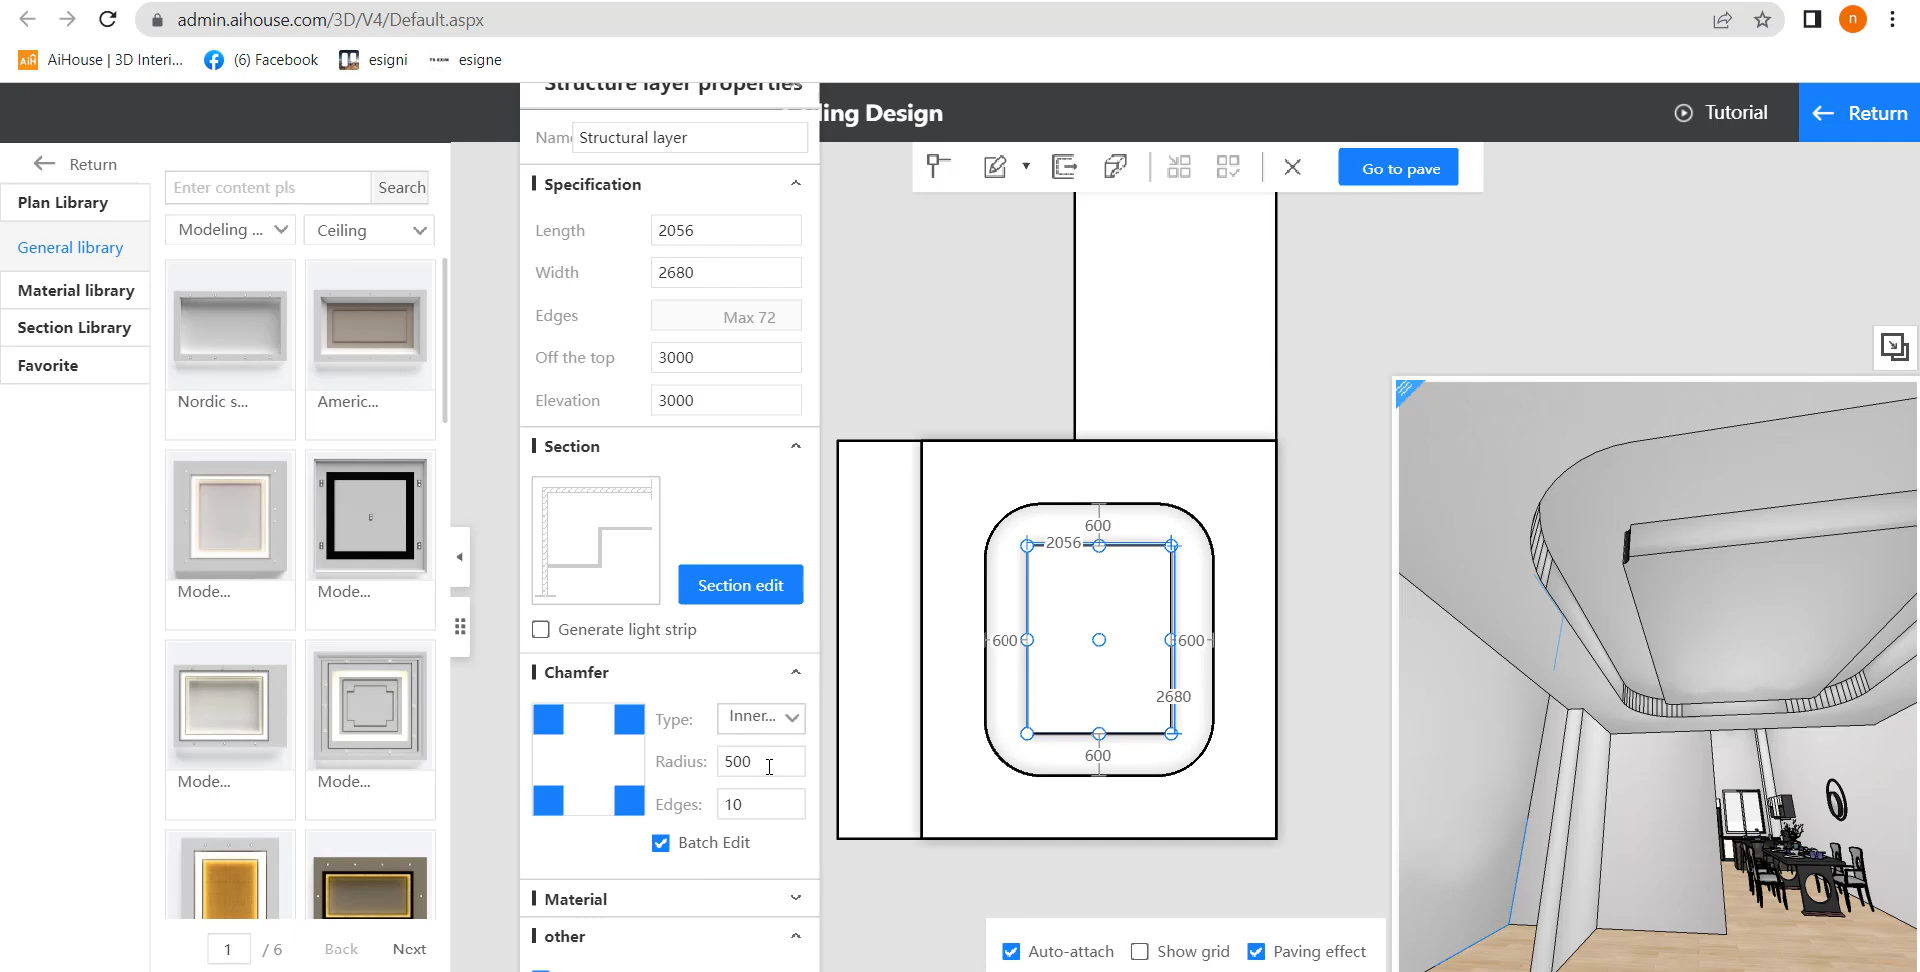 admin.aihouse.com/3D/V4/Default.aspx
n
AiHouse | 3D Interi...
(6) Facebook
esigni
esigne
Structure layer properties
ling Design
Tutorial
Return
Return
Plan Library
General library
Material library
Section Library
Favorite
Enter content pls
Search
Modeling ...
Ceiling
Nordic s...
Americ...
Mode...
Mode...
Mode...
Mode...
1
/ 6
Back
Next
Name
Structural layer
Specification
Length
2056
Width
2680
Edges
Max 72
Off the top
3000
Elevation
3000
Section
Section edit
Generate light strip
Chamfer
Type:
Inner...
Radius:
500
Edges:
10
Batch Edit
Material
other
Go to pave
600
2056
600
600
2680
600
Auto-attach
Show grid
Paving effect